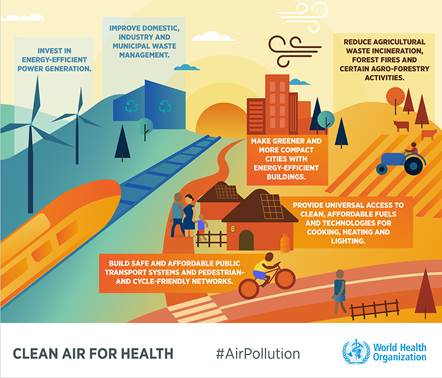 INVEST IN
ENERGY-EFFICIENT
POWER GENERATION.
IMPROVE DOMESTIC,
INDUSTRY AND
MUNICIPAL WASTE
MANAGEMENT.
REDUCE AGRICULTURAL
WASTE INCINERATION,
FOREST FIRES AND
CERTAIN AGRO-FORESTRY
ACTIVITIES.
MAKE GREENER AND
MORE COMPACT
CITIES WITH
ENERGY-EFFICIENT
BUILDINGS.
PROVIDE UNIVERSAL ACCESS TO
CLEAN, AFFORDABLE FUELS
AND TECHNOLOGIES FOR
COOKING, HEATING AND
LIGHTING.
BUILD SAFE AND AFFORDABLE PUBLIC
TRANSPORT SYSTEMS AND PEDESTRIAN-
AND CYCLE-FRIENDLY NETWORKS.
CLEAN AIR FOR HEALTH
#AirPollution
World Health
Organization